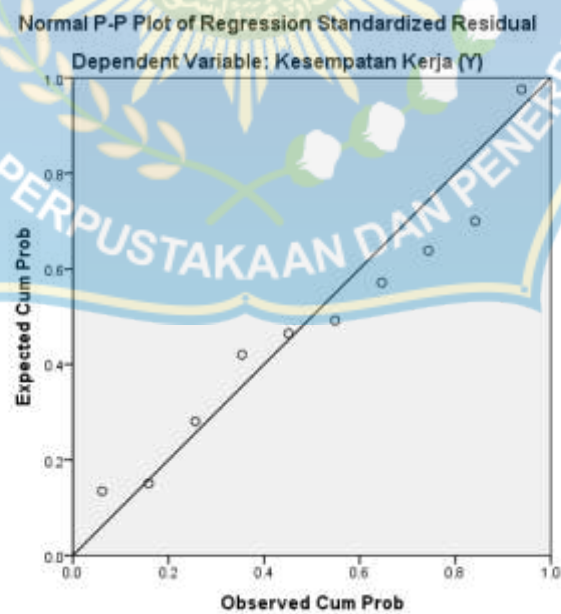 Normal P-P Plot of Regression Standardized Residual
Dependent Variable: Kesempatan Kerja (Y)
PERPUSTAKAAN DAN
Expected Cum Prob
1.0
0.8
0.6
0.4
0.2
0.0
0.0 0.2 0.4 0.6 0.8 1.0
Observed Cum Prob